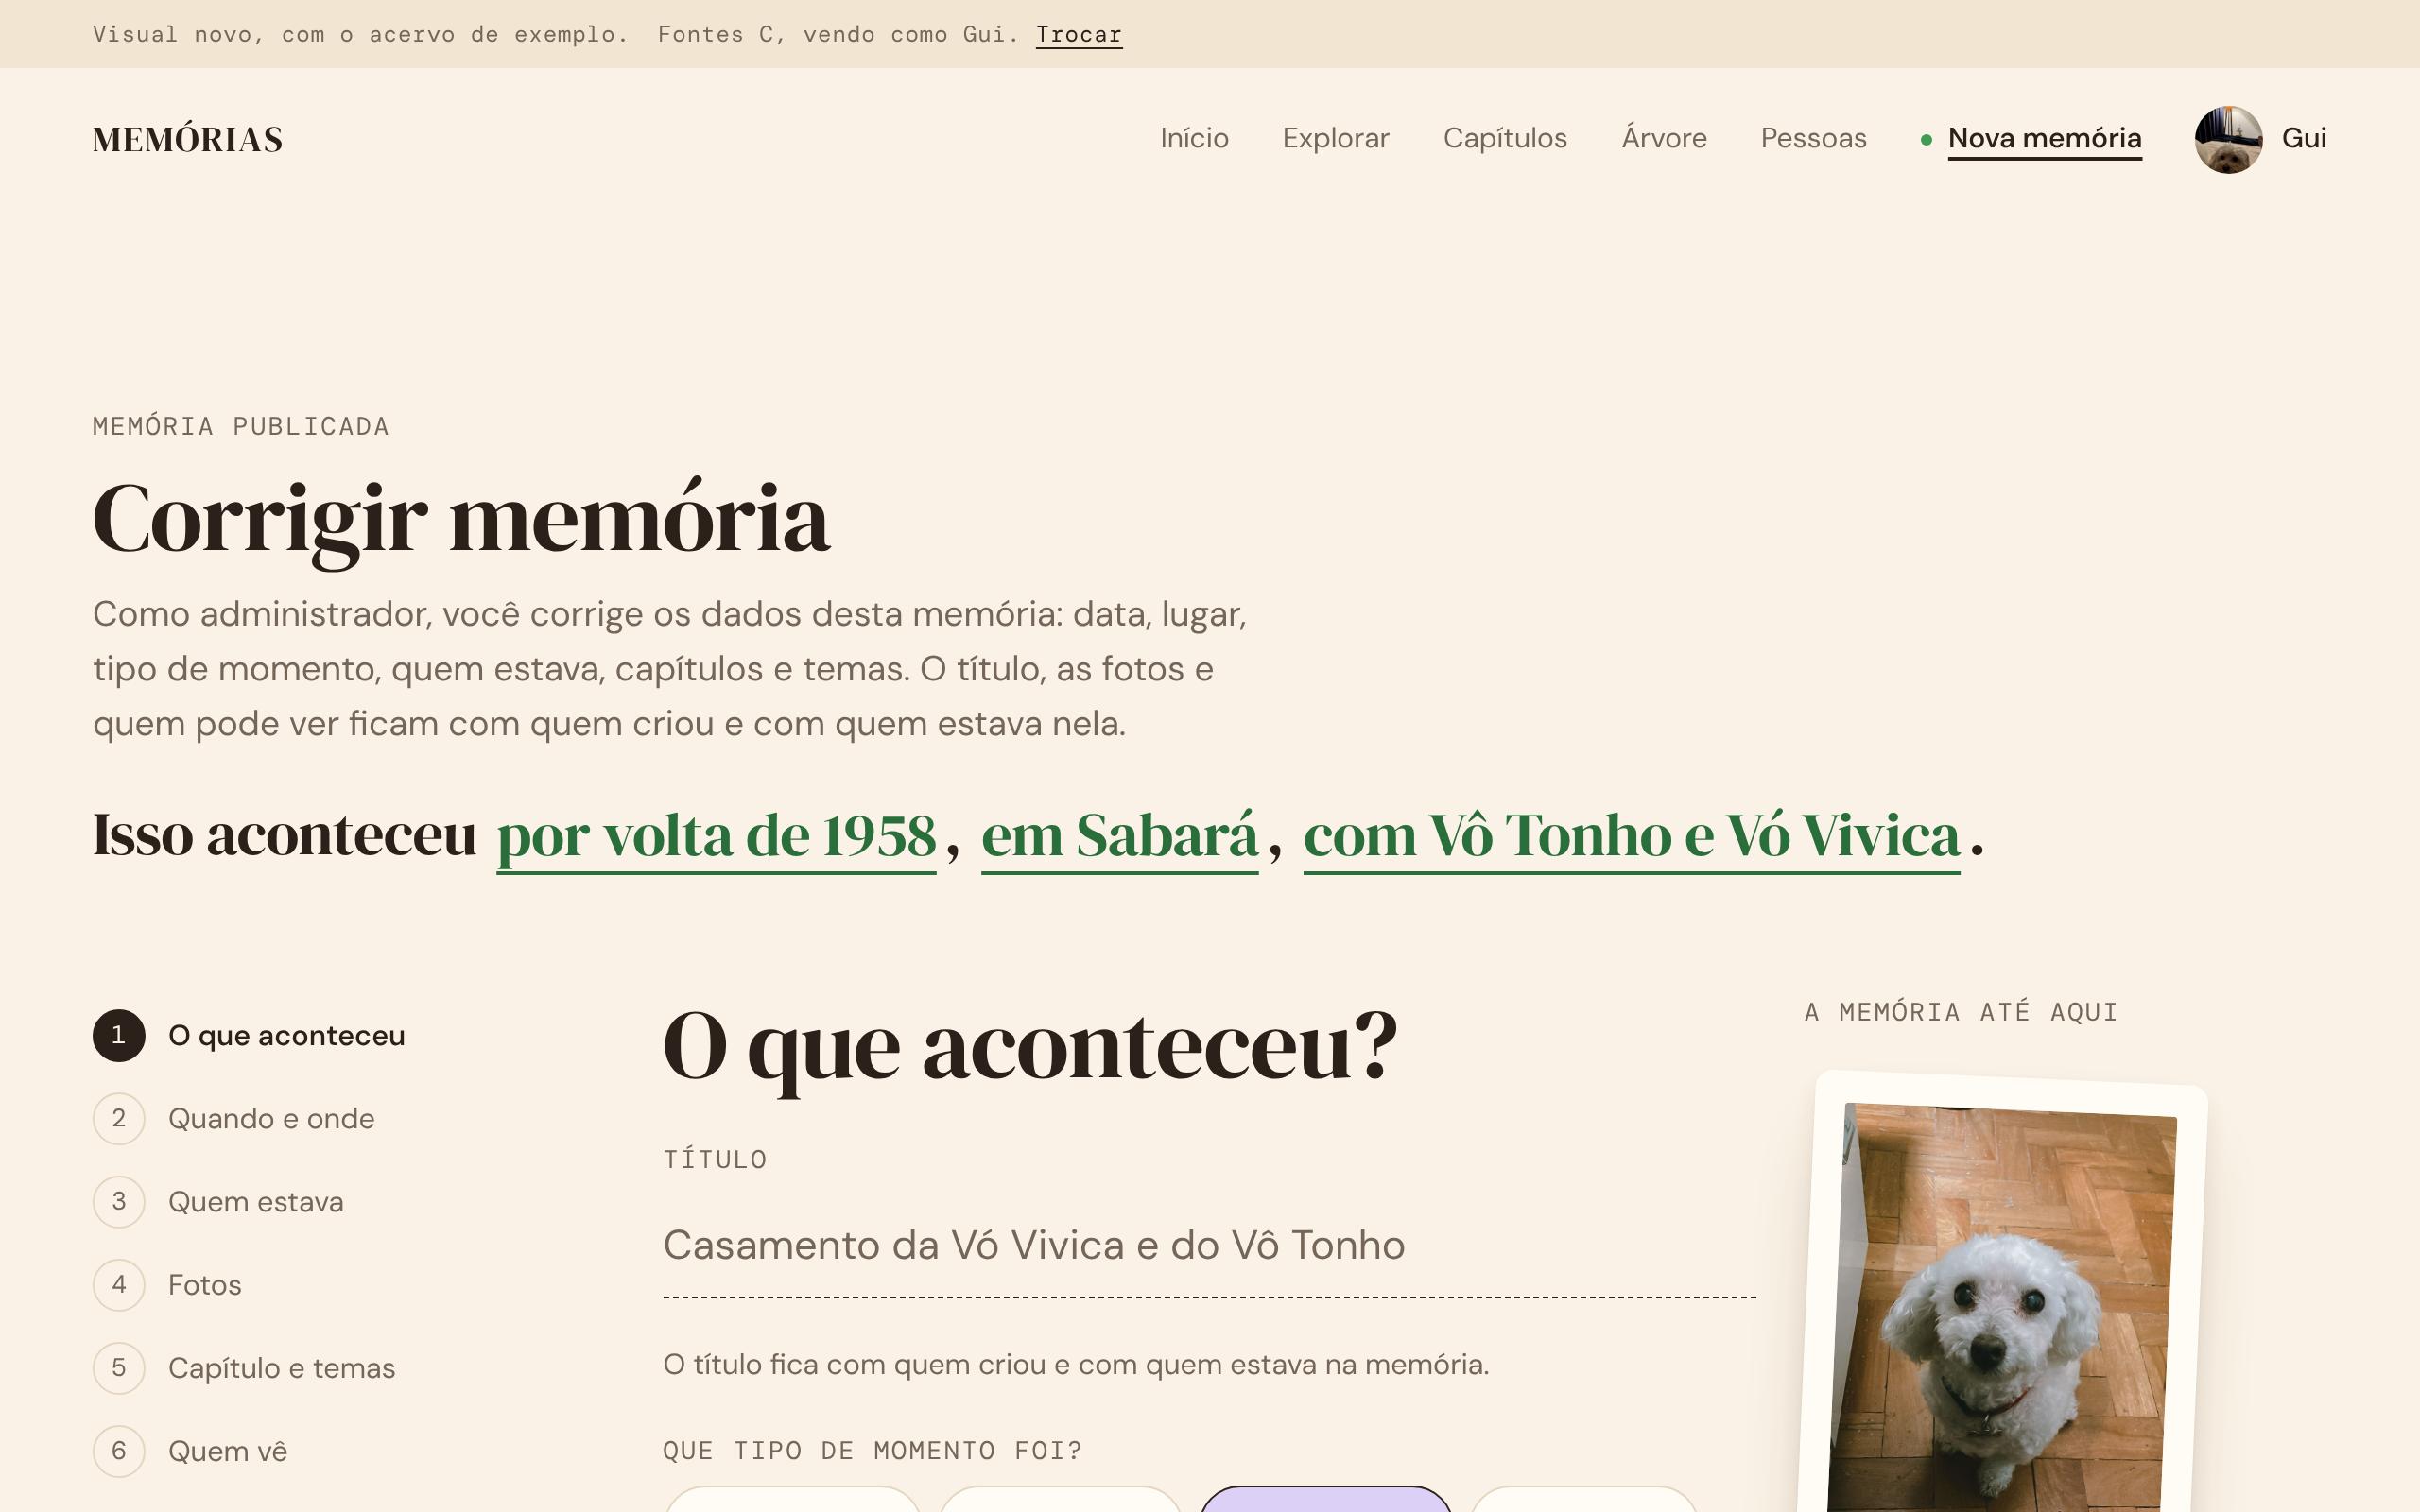 Visual novo, com o acervo de exemplo. Fontes C, vendo como Gui. Trocar
MEMÓRIAS
Início Explorar Capítulos Árvore Pessoas Nova memória Gui
MEMÓRIA PUBLICADA
Corrigir memória
Como administrador, você corrige os dados desta memória: data, lugar,
tipo de momento, quem estava, capítulos e temas. O título, as fotos e
quem pode ver ficam com quem criou e com quem estava nela.
Isso aconteceu por volta de 1958, em Sabará, com Vô Tonho e Vó Vivica.
1 O que aconteceu
2 Quando e onde
3 Quem estava
4 Fotos
5 Capítulo e temas
6 Quem vê
O que aconteceu?
TÍTULO
Casamento da Vó Vivica e do Vô Tonho
O título fica com quem criou e com quem estava na memória.
QUE TIPO DE MOMENTO FOI?
A MEMÓRIA ATÉ AQUI